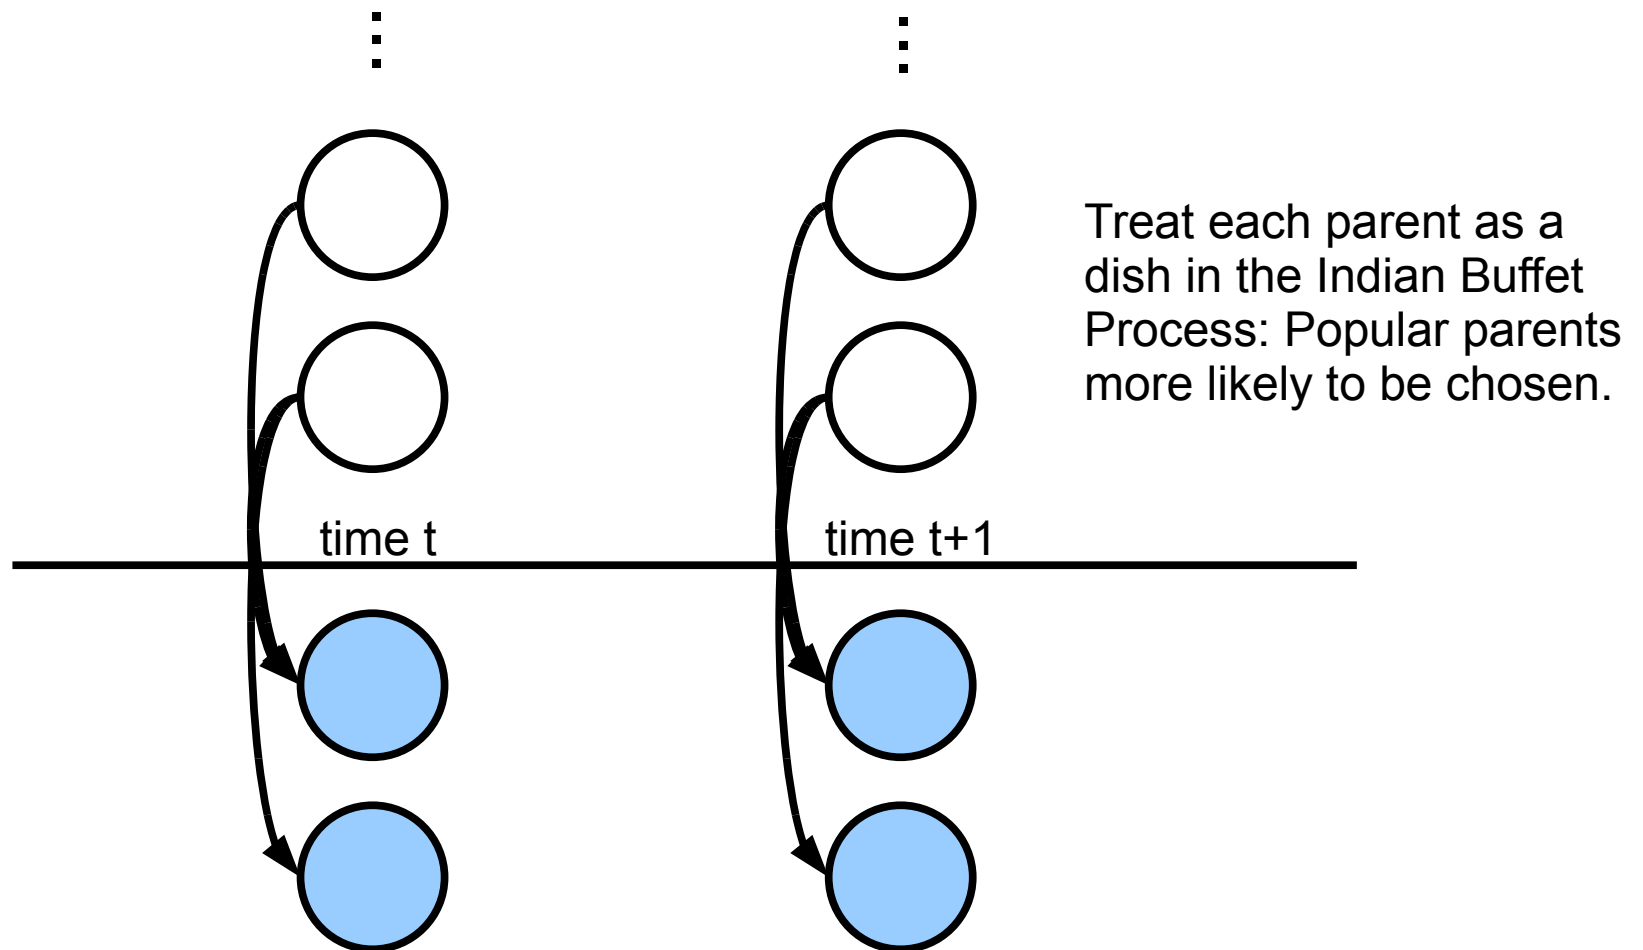 Treat each parent as a
dish in the Indian Buffet
Process: Popular parents
more likely to be chosen.
time t
time t+1